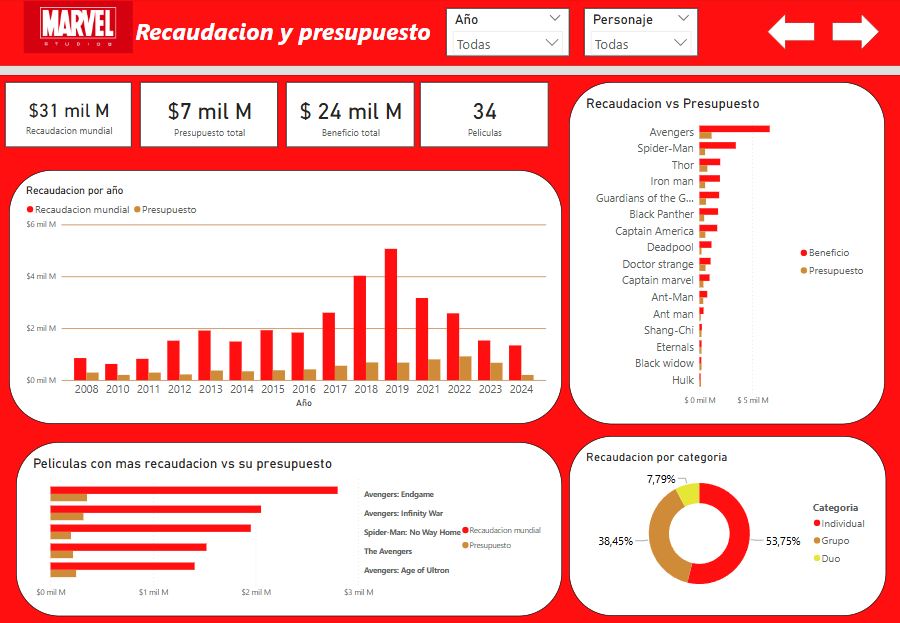 MARVEL
STUDIOS
Recaudacion y presupuesto
Año
Todas
Personaje
Todas
$31 mil M
Recaudacion mundial
$7 mil M
Presupuesto total
$ 24 mil M
Beneficio total
34
Peliculas
Recaudacion por año
Recaudacion mundial Presupuesto
$6 mil M
$4 mil M
$2 mil M
$0 mil M
2008 2010 2011 2012 2013 2014 2015 2016 2017 2018 2019 2021 2022 2023 2024
Año
Recaudacion vs Presupuesto
Avengers
Spider-Man
Thor
Iron man
Guardians of the G...
Black Panther
Captain America
Deadpool
Doctor strange
Captain marvel
Ant-Man
Ant man
Shang-Chi
Eternals
Black widow
Hulk
$ 0 mil M $ 5 mil M
Beneficio
Presupuesto
Peliculas con mas recaudacion vs su presupuesto
Avengers: Endgame
Avengers: Infinity War
Spider-Man: No Way Home
The Avengers
Avengers: Age of Ultron
$0 mil M $1 mil M $2 mil M $3 mil M
Recaudacion mundial
Presupuesto
Recaudacion por categoria
7,79%
38,45%
53,75%
Categoria
Individual
Grupo
Duo